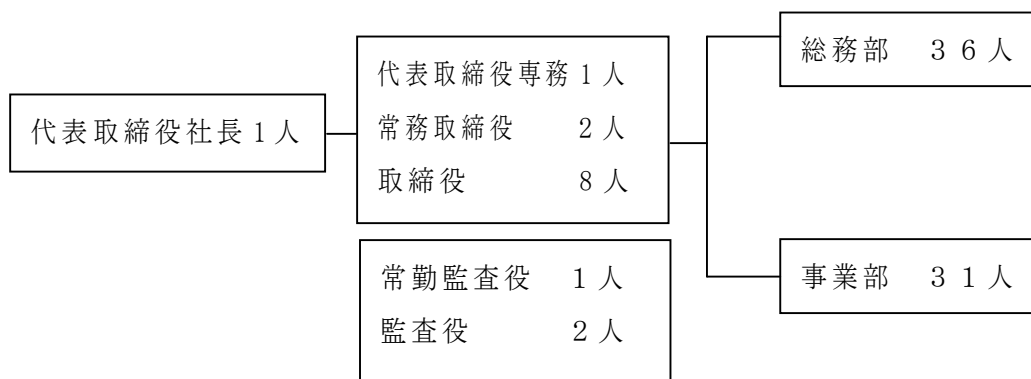 代表取締役社長1人
代表取締役専務1人
常務取締役 2人
取締役 8人
常勤監査役 1人
監査役 2人
総務部 36人
事業部 31人